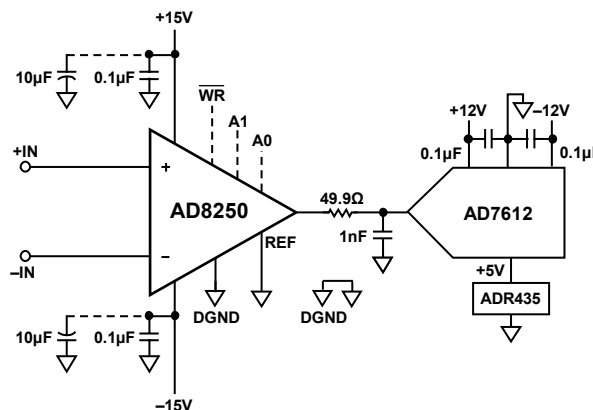 +15V
10µF
0.1µF
WR
A1
A0
+12V
–12V
0.1µF
0.1µF
+IN
+
AD8250
49.9Ω
AD7612
1nF
REF
–
–IN
+5V
DGND
DGND
ADR435
10µF
0.1µF
–15V